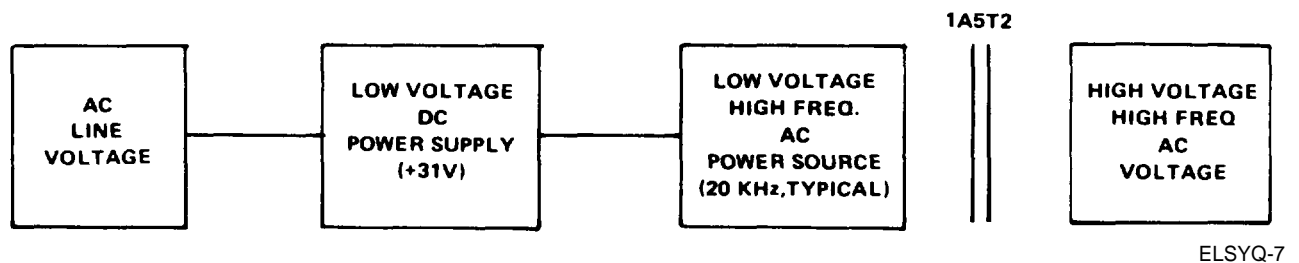 1A5T2
AC
LINE
VOLTAGE
LOW VOLTAGE
DC
POWER SUPPLY
(+31V)
LOW VOLTAGE
HIGH FREQ.
AC
POWER SOURCE
(20 KHz,TYPICAL)
HIGH VOLTAGE
HIGH FREQ
AC
VOLTAGE
ELSYQ-7